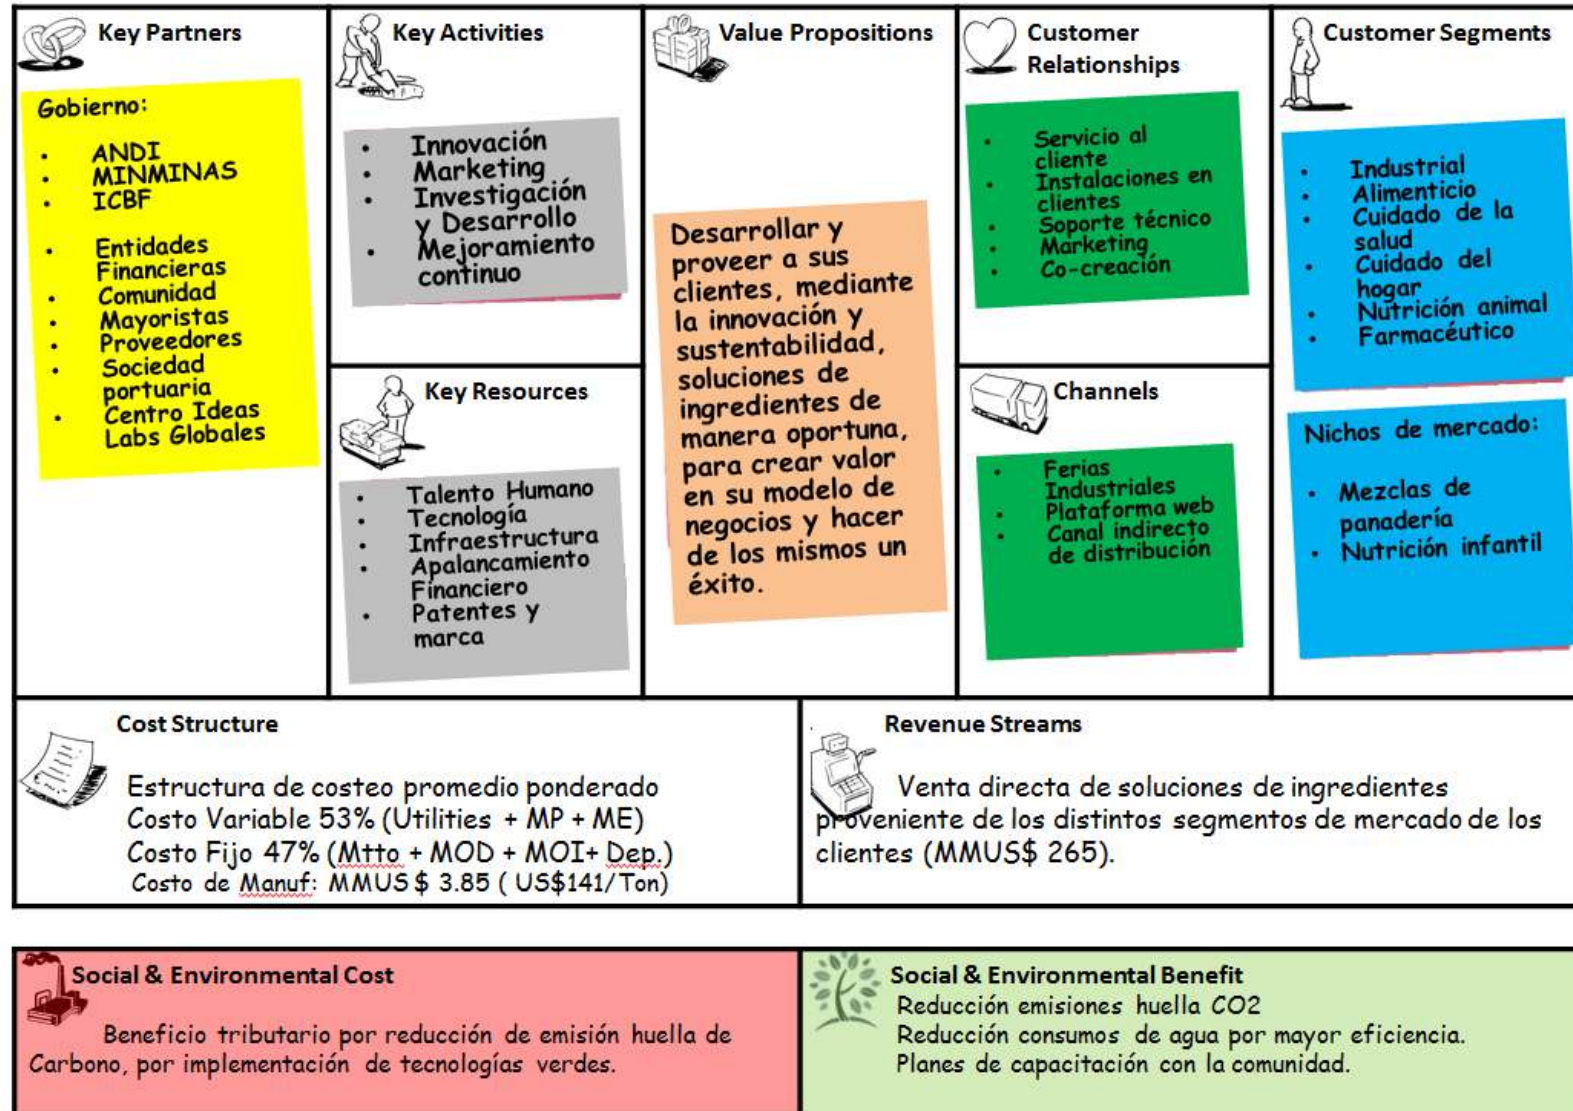 Key Partners
Gobierno:
• ANDI
• MINMINAS
• ICBF
• Entidades
Financieras
• Comunidad
• Mayoristas
• Proveedores
• Sociedad
portuaria
• Centro Ideas
Labs Globales
Key Activities
• Innovación
Marketing
• Investigación
y Desarrollo
• Mejoramiento
continuo
Key Resources
• Talento Humano
• Tecnología
• Infraestructura
• Apalancamiento
Financiero
• Patentes y
marca
Value Propositions
Desarrollar y
proveer a sus
clientes, mediante
la innovación y
sustentabilidad,
soluciones de
ingredientes de
manera oportuna,
para crear valor
en su modelo de
negocios y hacer
de los mismos un
éxito.
Customer
Relationships
• Servicio al
cliente
• Instalaciones en
clientes
• Soporte técnico
• Marketing
• Co-creación
Channels
• Ferias
Industriales
• Plataforma web
• Canal indirecto
de distribución
Customer Segments
• Industrial
• Alimenticio
• Cuidado de la
salud
• Cuidado del
hogar
• Nutrición animal
• Farmacéutico
Nichos de mercado:
• Mezclas de
panadería
• Nutrición infantil
Cost Structure
Estructura de costeo promedio ponderado
Costo Variable 53% (Utilities + MP + ME)
Costo Fijo 47% (Mtto + MOD + MOI+ Dep.)
Costo de Manuf: MMUS$ 3.85 ( US$141/Ton)
Revenue Streams
Venta directa de soluciones de ingredientes
proveniente de los distintos segmentos de mercado de los
clientes (MMUS$ 265).
Social & Environmental Cost
Beneficio tributario por reducción de emisión huella de
Carbono, por implementación de tecnologías verdes.
Social & Environmental Benefit
Reducción emisiones huella CO2
Reducción consumos de agua por mayor eficiencia.
Planes de capacitación con la comunidad.